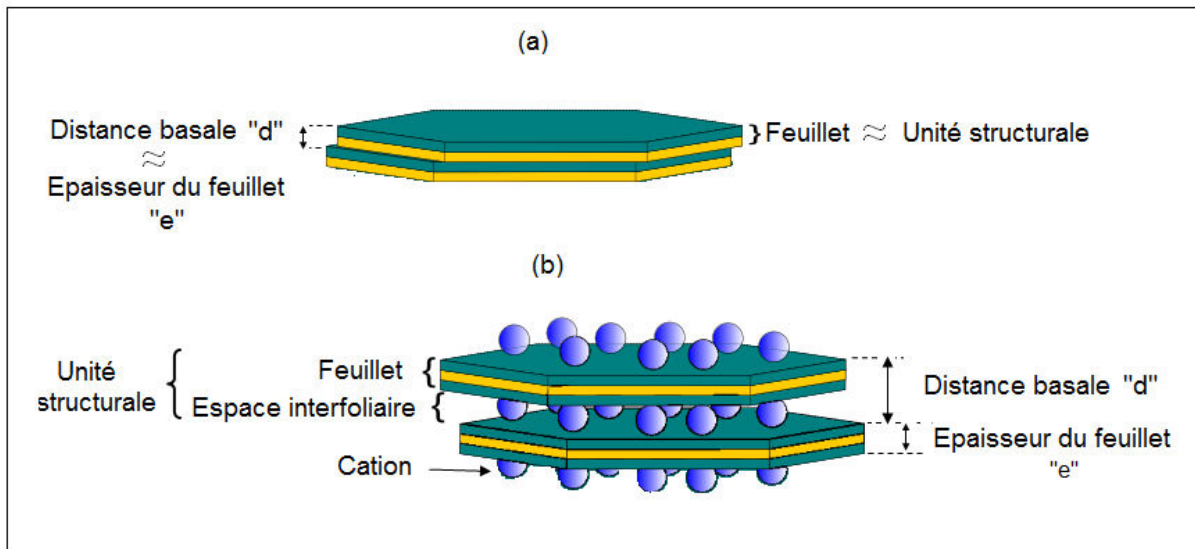 (a)
Distance basale "d"
≈
Epaisseur du feuillet
"e"
Feuillet ≈ Unité structurale
(b)
Unité
structurale
Feuillet
Espace interfoliaire
Cation
Distance basale "d"
Epaisseur du feuillet
"e"